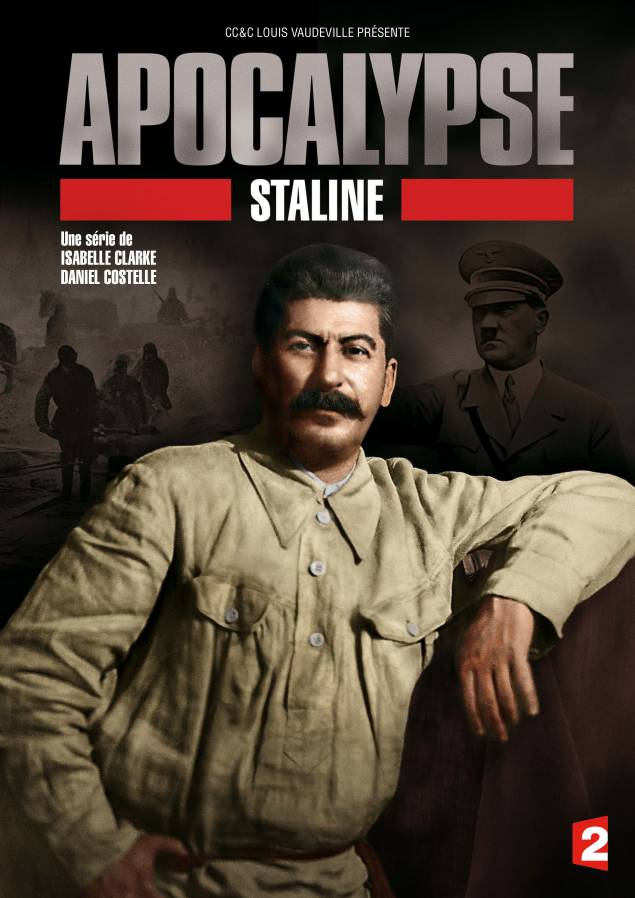 CC&C LOUIS VAUDEVILLE PRÉSENTE
APOCALYPSE
STALINE
Une série de
ISABELLE CLARKE
DANIEL COSTELLE
2